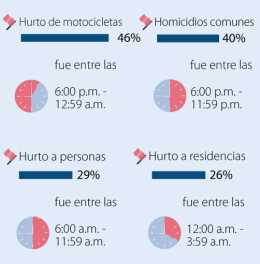 Hurto de motocicletas
46%
fue entre las
6:00 p.m. -
12:59 a.m.
Homicidios comunes
40%
fue entre las
6:00 p.m. -
11:59 p.m.
Hurto a personas
29%
fue entre las
6:00 a.m. -
11:59 a.m.
Hurto a residencias
26%
fue entre las
12:00 a.m. -
3:59 a.m.